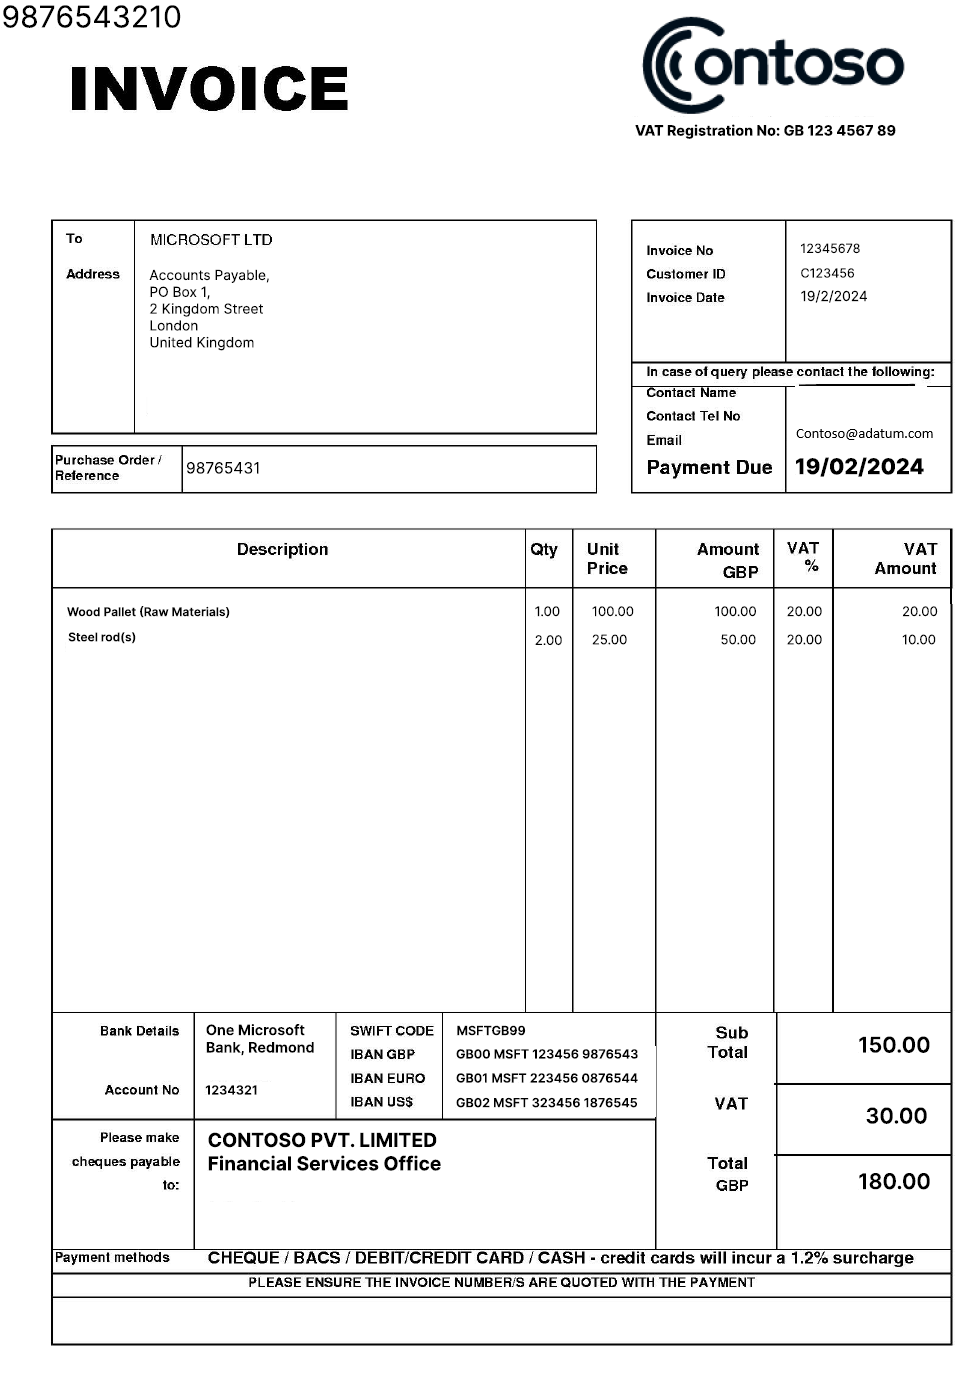 9876543210
INVOICE
Contoso
VAT Registration No: GB 123 4567 89
To MICROSOFT LTD
Address Accounts Payable,
PO Box 1,
2 Kingdom Street
London
United Kingdom
Invoice No 12345678
Customer ID C123456
Invoice Date 19/2/2024
In case of query please contact the following:
Contact Name
Contact Tel No
Email Contoso@adatum.com
Payment Due 19/02/2024
Purchase Order /
Reference
98765431
Description Qty Unit Price Amount GBP VAT % VAT Amount
Wood Pallet (Raw Materials) 1.00 100.00 100.00 20.00 20.00
Steel rod(s) 2.00 25.00 50.00 20.00 10.00
Bank Details One Microsoft
Bank, Redmond
Account No 1234321
SWIFT CODE MSFTGB99
IBAN GBP GB00 MSFT 123456 9876543
IBAN EURO GB01 MSFT 223456 0876544
IBAN US$ GB02 MSFT 323456 1876545
Sub Total 150.00
VAT 30.00
Total GBP 180.00
Please make
cheques payable
to:
CONTOSO PVT. LIMITED
Financial Services Office
Payment methods CHEQUE / BACS / DEBIT/CREDIT CARD / CASH - credit cards will incur a 1.2% surcharge
PLEASE ENSURE THE INVOICE NUMBER/S ARE QUOTED WITH THE PAYMENT